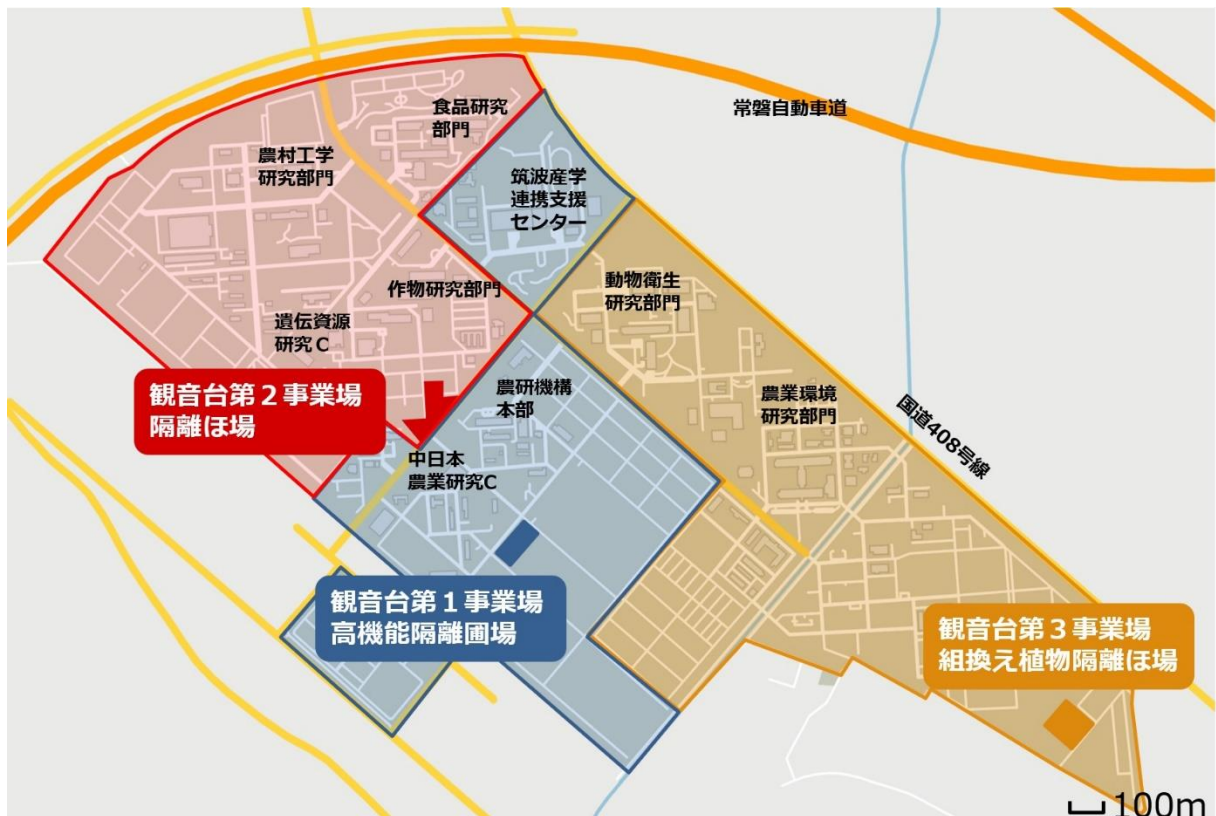 常磐自動車道
食品研究
部門
農村工学
研究部門
筑波産学
連携支援
センター
作物研究部門
動物衛生
研究部門
遺伝資源
研究C
観音台第2事業場
隔離ほ場
農研機構
本部
農業環境
研究部門
国道408号線
中日本
農業研究C
観音台第1事業場
高機能隔離圃場
観音台第3事業場
組換え植物隔離ほ場
100m